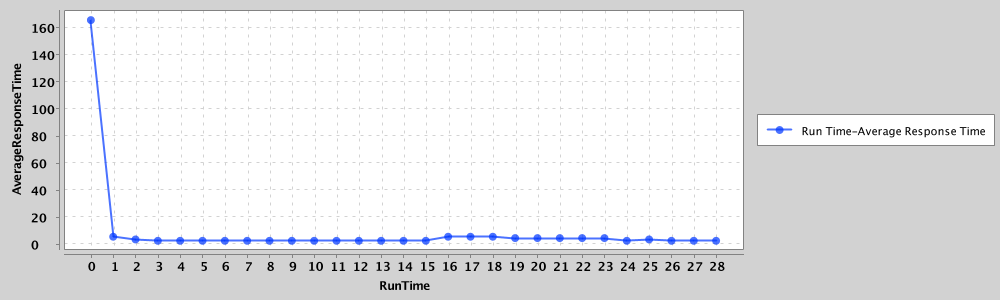 AverageResponseTime
160
140
120
100
80
60
40
20
0
0 1 2 3 4 5 6 7 8 9 10 11 12 13 14 15 16 17 18 19 20 21 22 23 24 25 26 27 28
RunTime
Run Time-Average Response Time